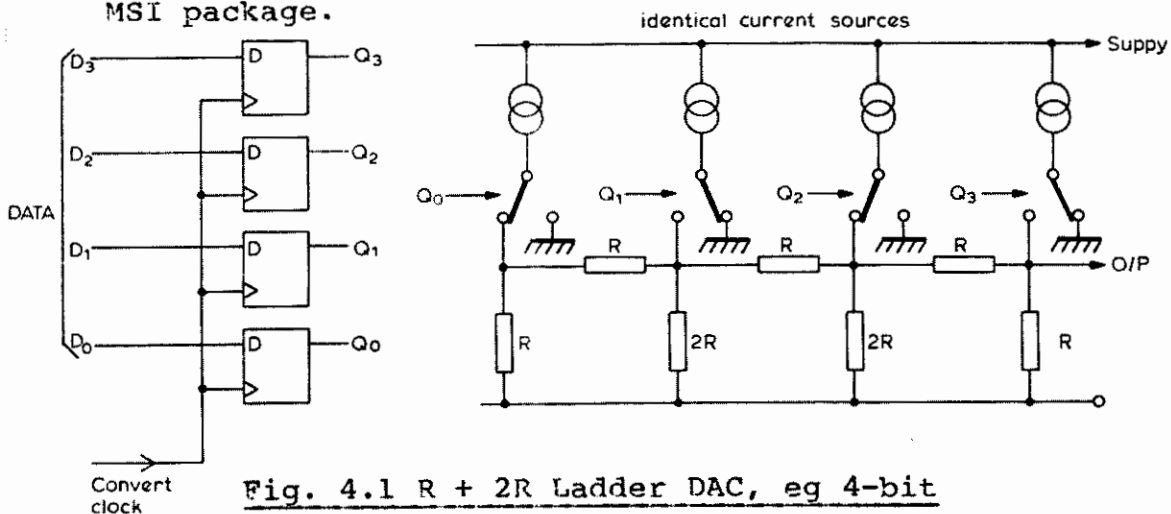 MSI package.
identical current sources
Suppy
D3
D
Q3
D2
D
Q2
DATA
D1
D
Q1
D0
D
Q0
Convert
clock
Q0
Q1
Q2
Q3
R
R
R
O/P
R
2R
2R
R
Fig. 4.1 R + 2R Ladder DAC, eg 4-bit